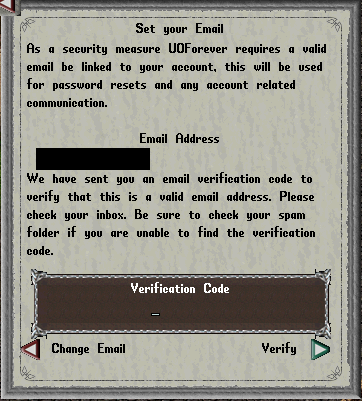 Set your Email
As a security measure UOForever requires a valid
email be linked to your account, this will be used
for password resets and any account related
communication.
Email Address
We have sent you an email verification code to
verify that this is a valid email address. Please
check your inbox. Be sure to check your spam
folder if you are unable to find the verification
code.
Verification Code
_
Change Email Verify